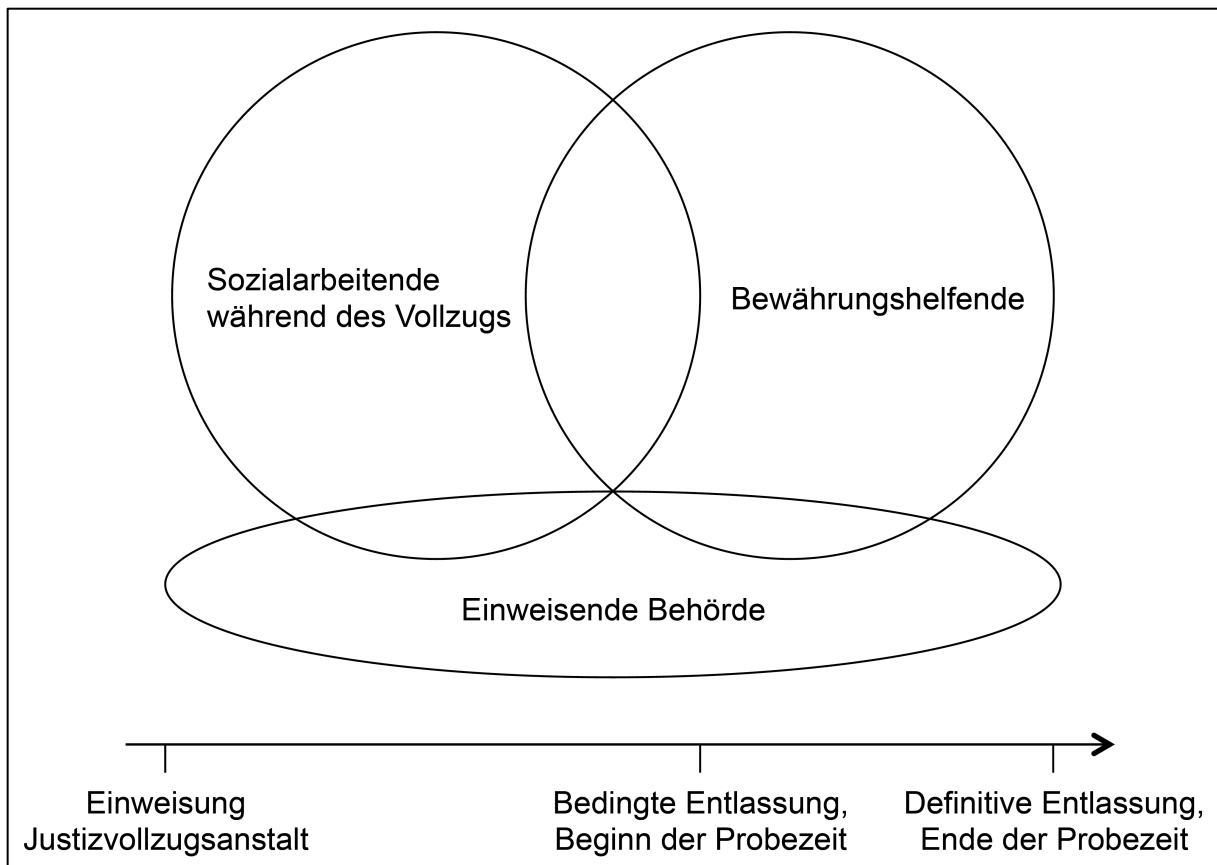 Sozialarbeitende
während des Vollzugs
Bewährungshelfende
Einweisende Behörde
Einweisung
Justizvollzugsanstalt
Bedingte Entlassung,
Beginn der Probezeit
Definitive Entlassung,
Ende der Probezeit